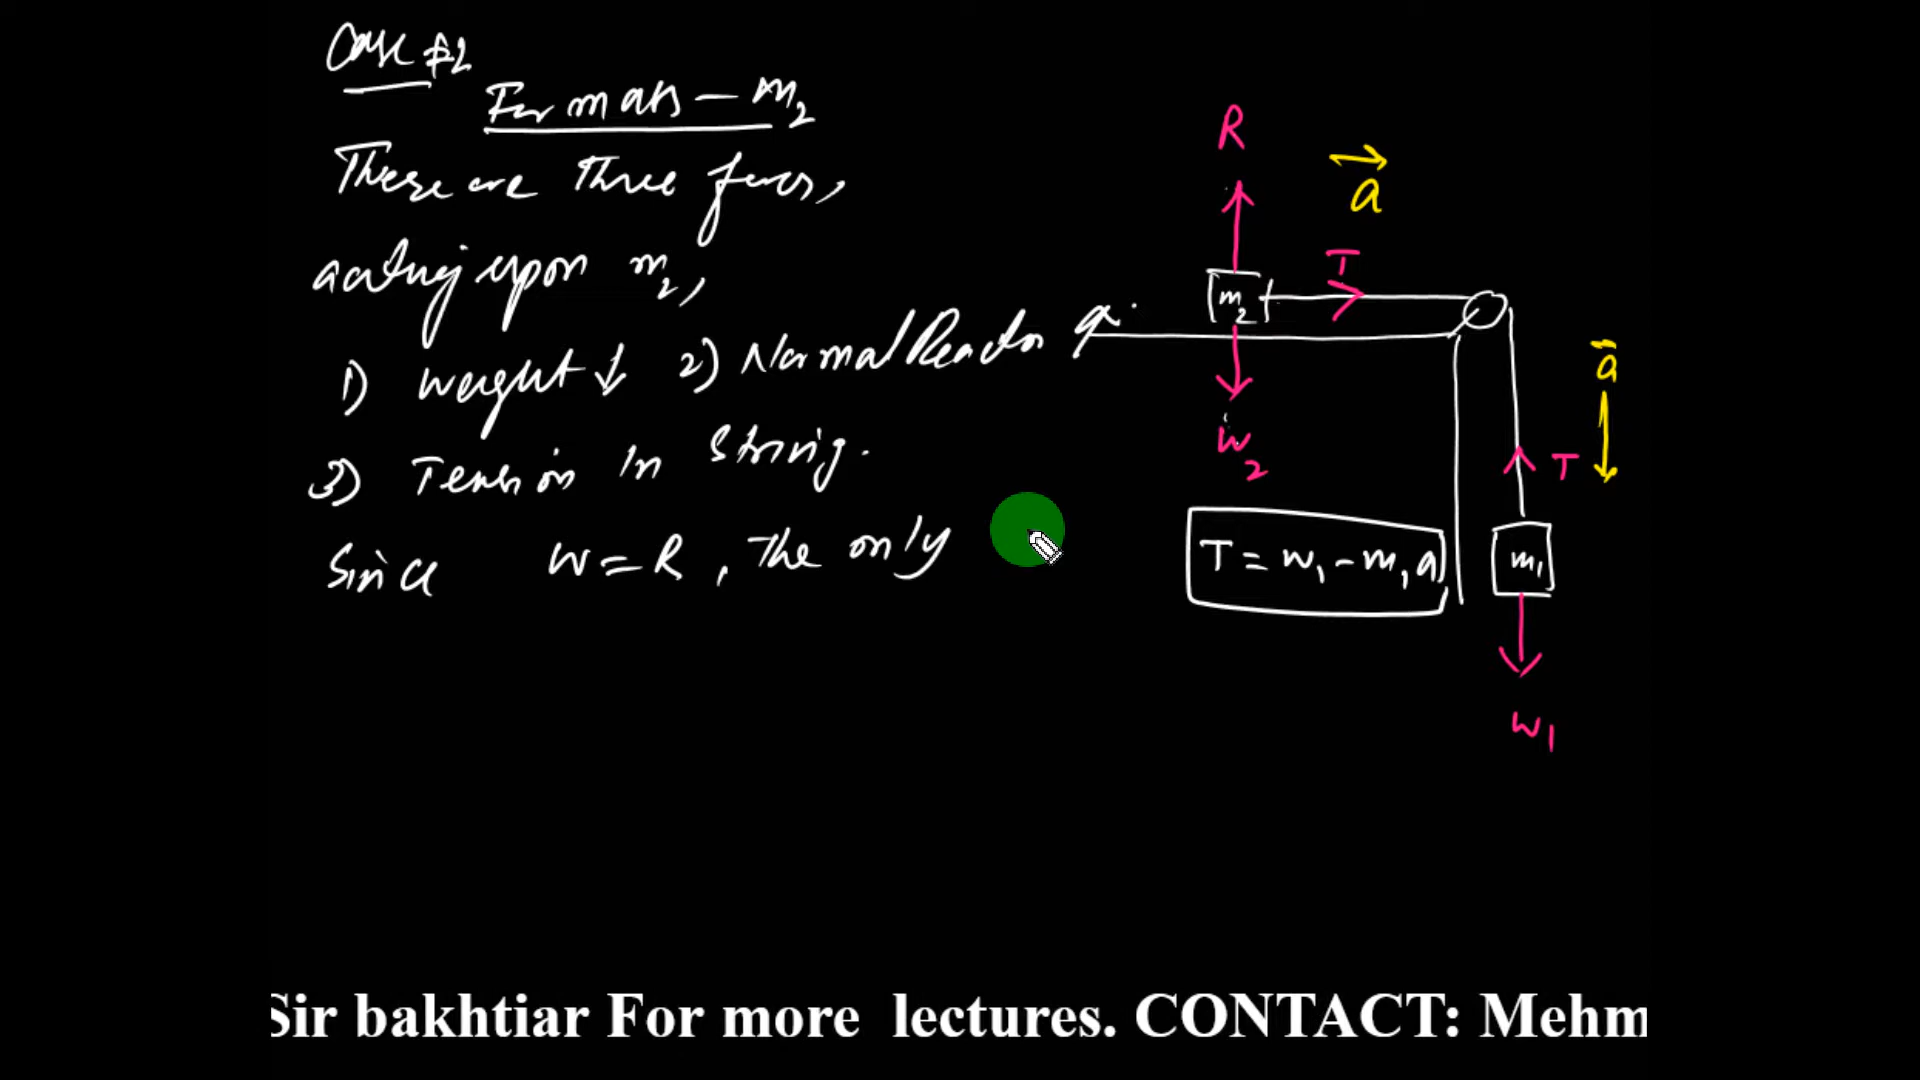 Case #2
For mass - m₂
There are three forces,
acting upon m₂,
1) weight ↓ 2) Normal Reaction
3) Tension in string.
Since W = R, the only
R
a
T
m₂
W₂
a
T
T = W₁ - m₁a
m₁
W₁
Sir bakhtiar For more lectures. CONTACT: Mehm